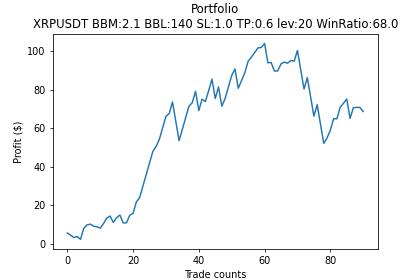 Portfolio
XRPUSDT BBM:2.1 BBL:140 SL:1.0 TP:0.6 lev:20 WinRatio:68.0
100
80
60
40
20
0
Profit ($)
0 20 40 60 80
Trade counts